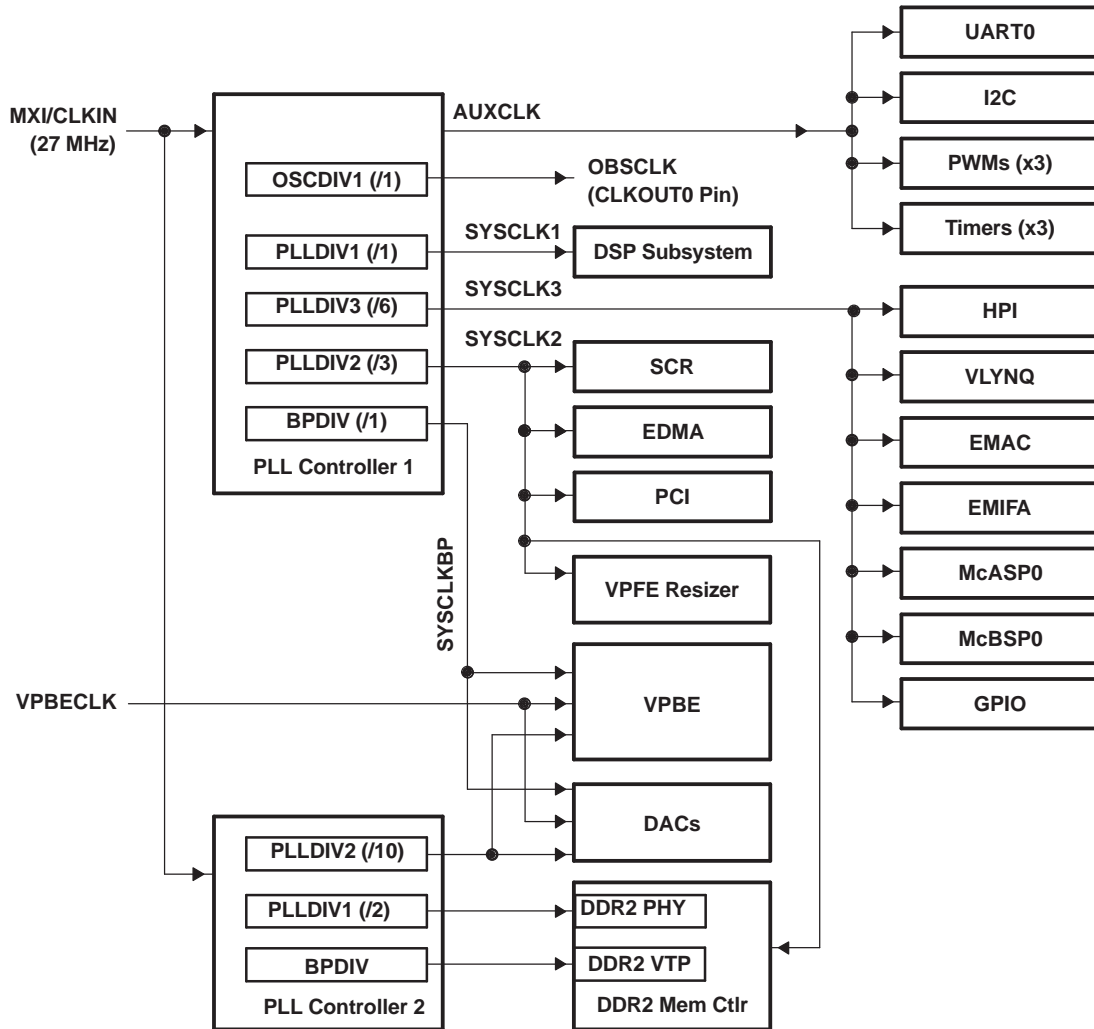 UART0
MXI/CLKIN
(27 MHz)
AUXCLK
I2C
OSCDIV1 (/1)
OBSCLK
(CLKOUT0 Pin)
PWMs (x3)
Timers (x3)
PLLDIV1 (/1)
SYSCLK1
DSP Subsystem
PLLDIV3 (/6)
SYSCLK3
HPI
PLLDIV2 (/3)
SYSCLK2
SCR
VLYNQ
BPDIV (/1)
EDMA
EMAC
PLL Controller 1
PCI
EMIFA
SYSCLKBP
VPFE Resizer
McASP0
McBSP0
VPBECLK
VPBE
GPIO
DACs
PLLDIV2 (/10)
PLLDIV1 (/2)
DDR2 PHY
BPDIV
DDR2 VTP
PLL Controller 2
DDR2 Mem Ctlr